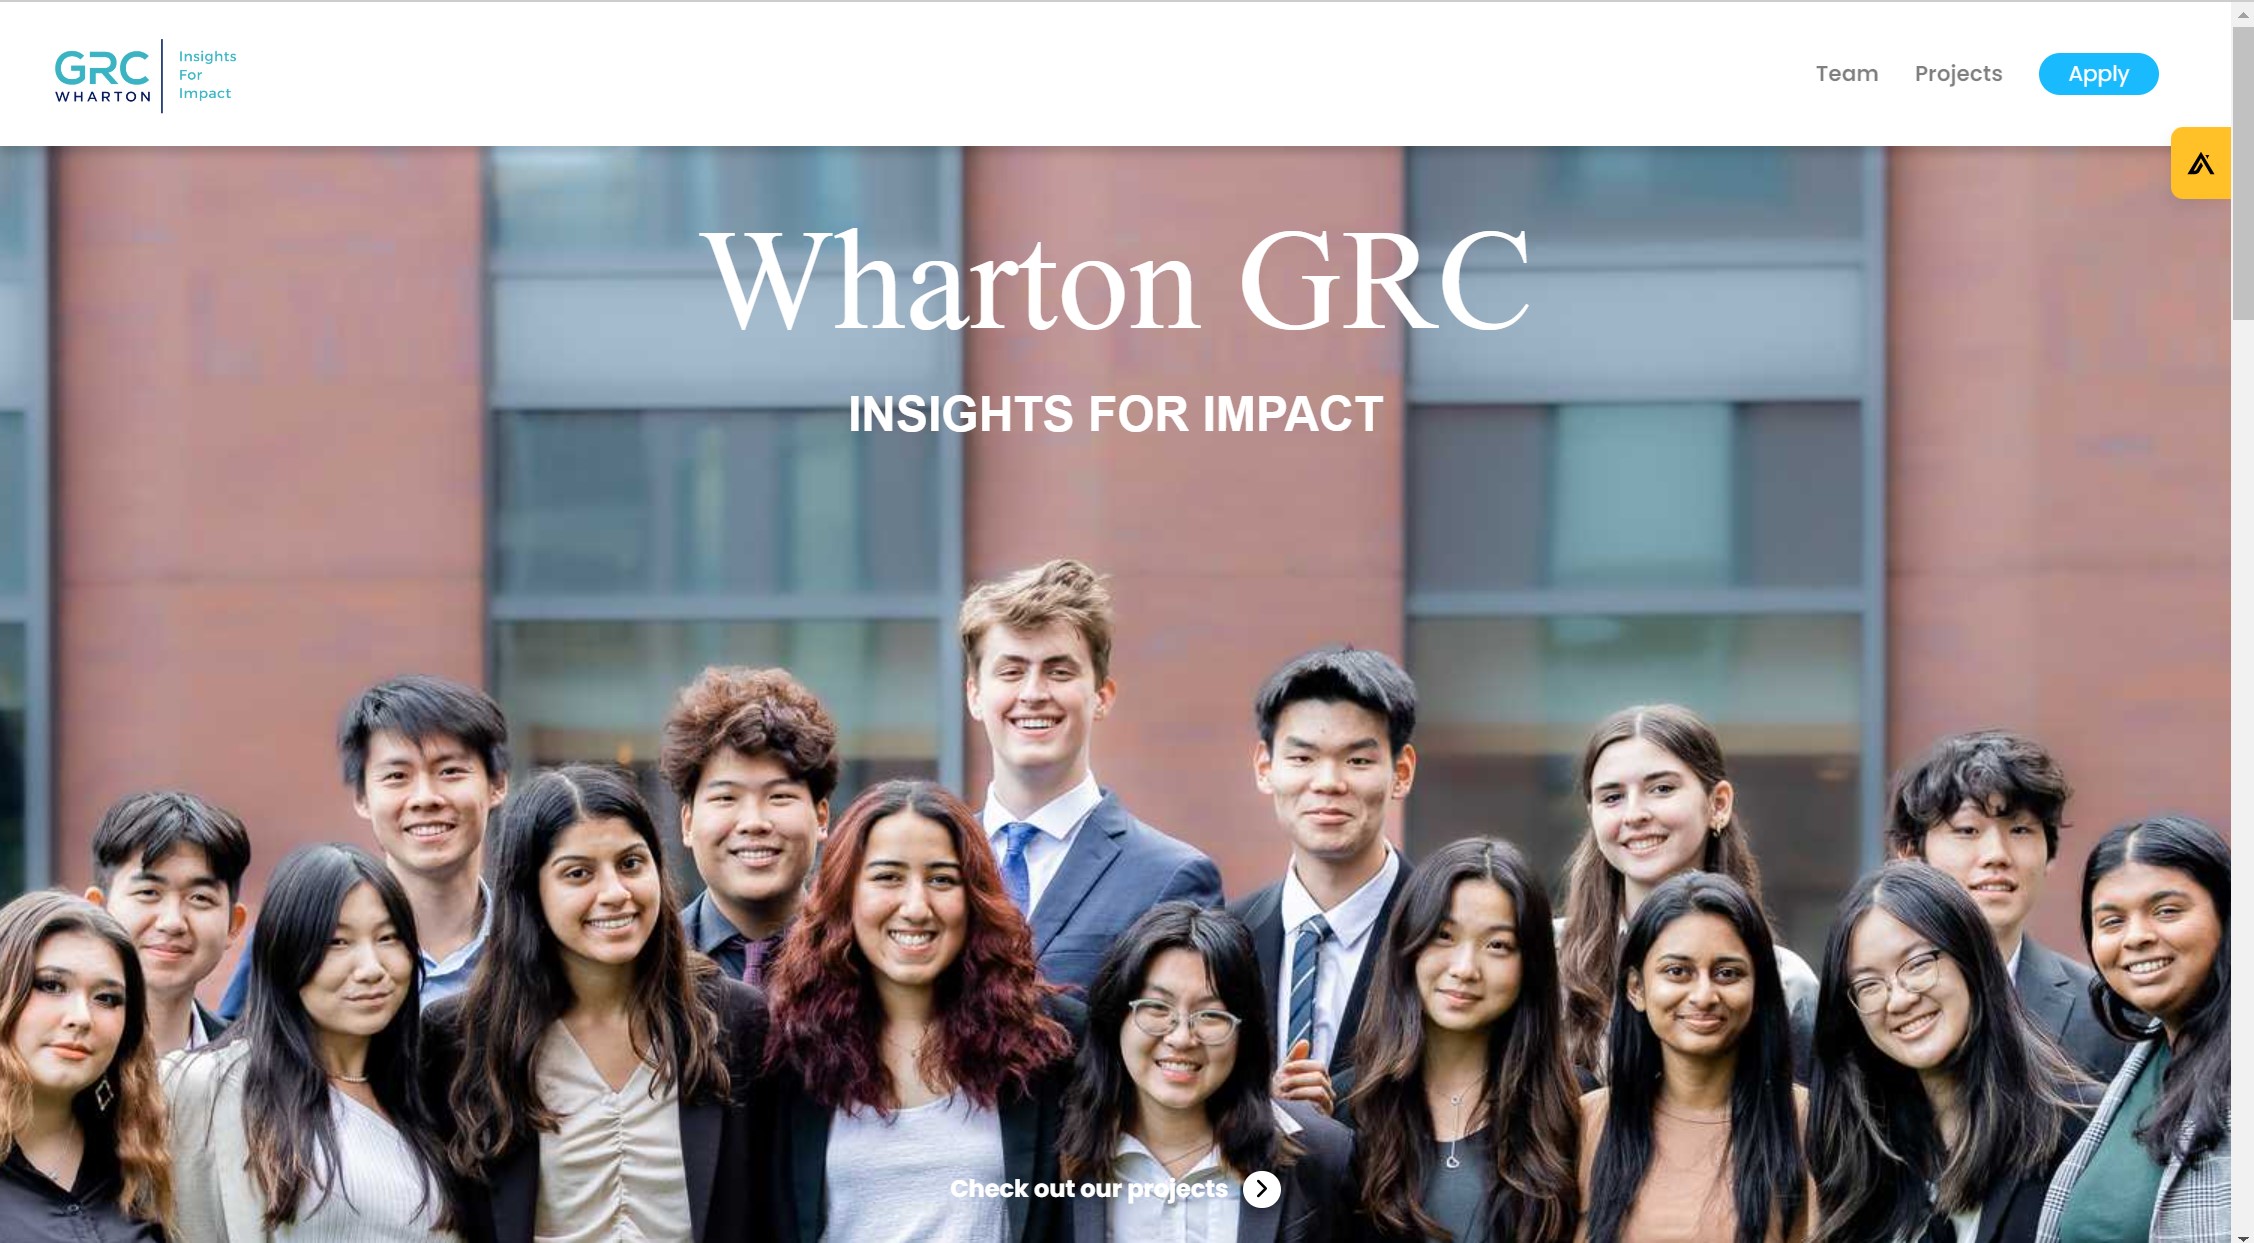 GRC
WHARTON
Insights
For
Impact
Team
Projects
Apply
Wharton GRC
INSIGHTS FOR IMPACT
Check out our projects